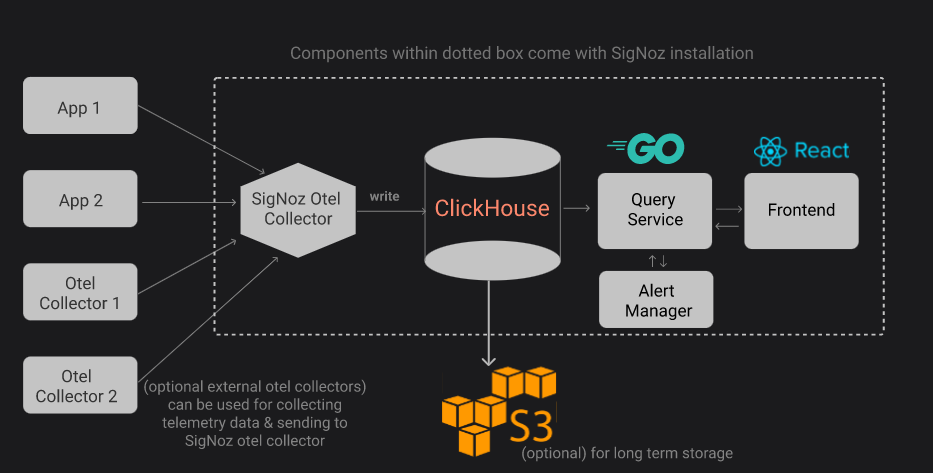 Components within dotted box come with SigNoz installation
App 1
App 2
Otel
Collector 1
Otel
Collector 2
(optional external otel collectors)
can be used for collecting
telemetry data & sending to
SigNoz otel collector
SigNoz Otel
Collector
write
ClickHouse
S3
(optional) for long term storage
GO
Query
Service
Alert
Manager
React
Frontend